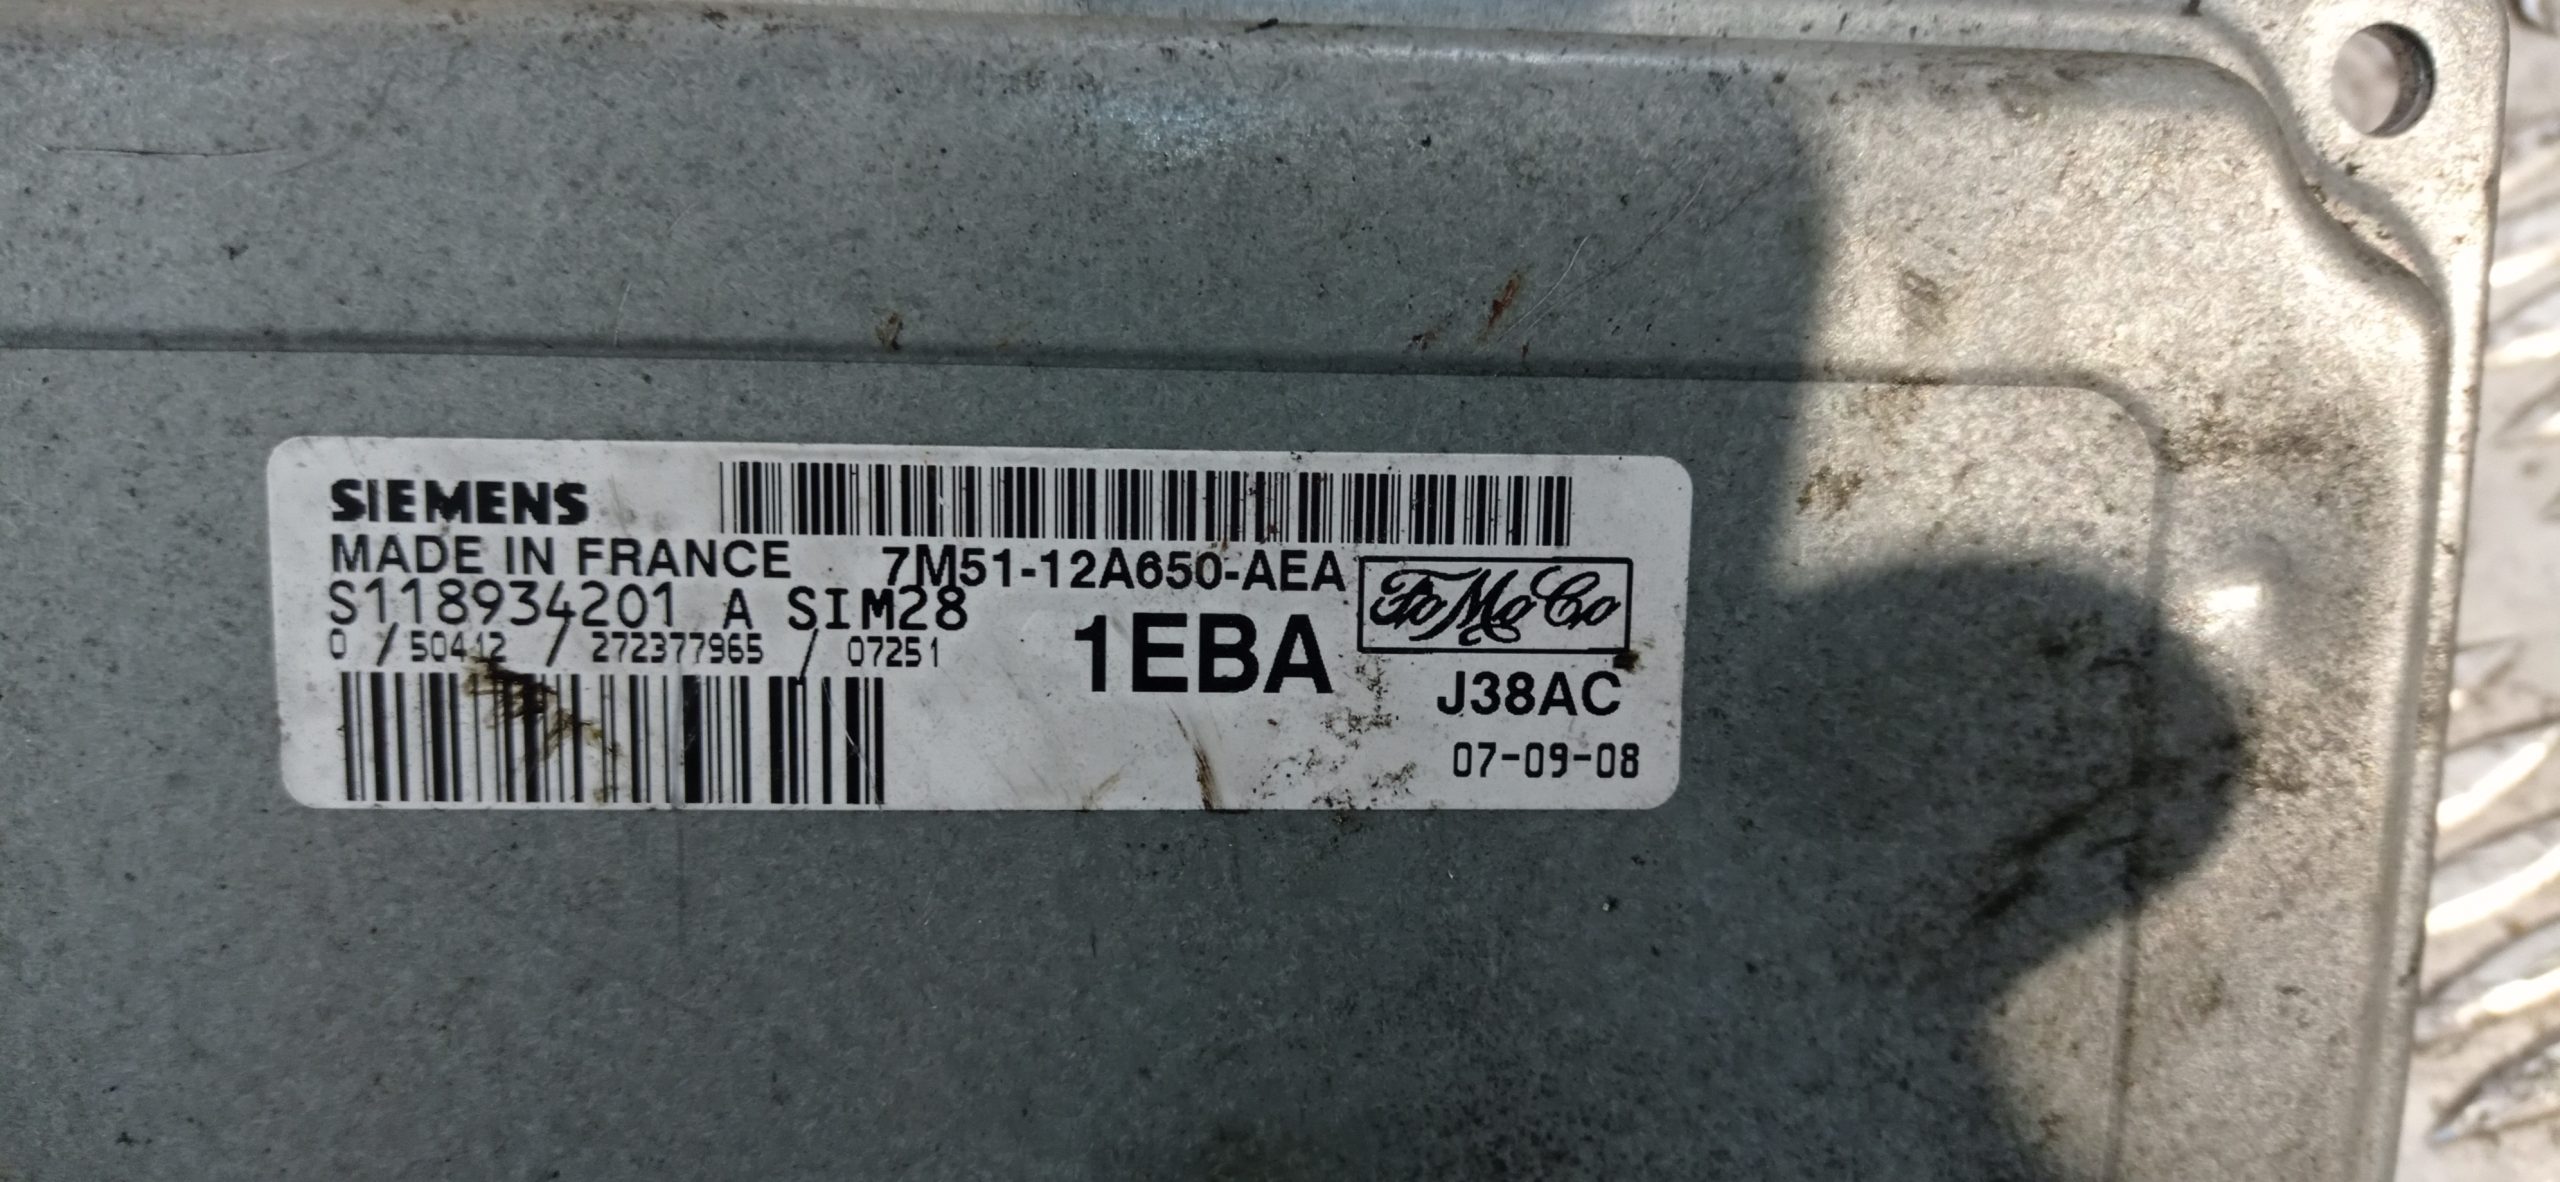 SIEMENS
MADE IN FRANCE 7M51-12A650-AEA
S118934201 A SIM28
FoMoCo
0 /50412 / 272377965 / 07251
1EBA
J38AC
07-09-08